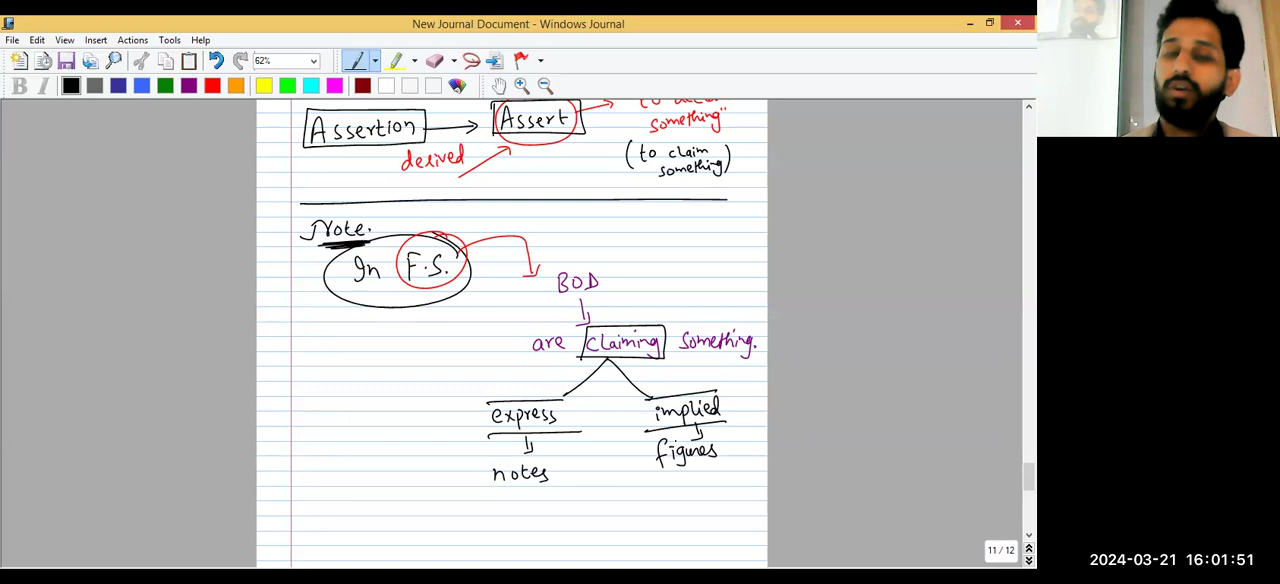 New Journal Document - Windows Journal
File Edit View Insert Actions Tools Help
62%
B I
Assertion → Assert
something"
derived
(to claim
something)
Note.
In F.S.
BOD
are claiming something.
express implied
notes figures
11 / 12
2024-03-21 16:01:51